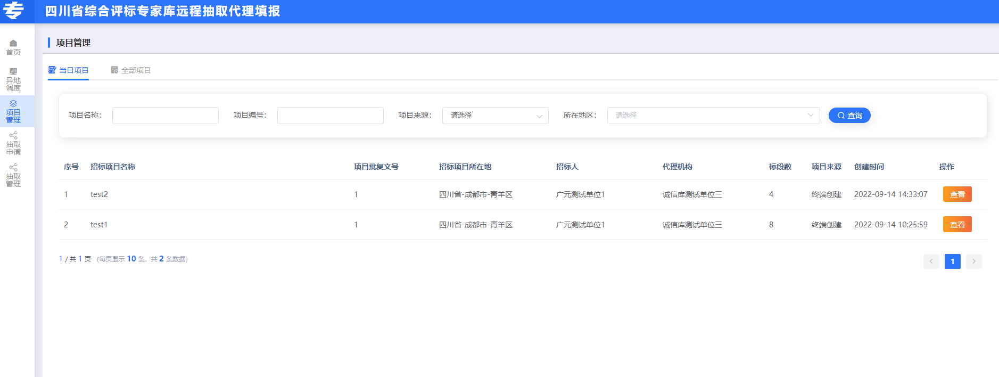 专 四川省综合评标专家库远程抽取代理填报
首页
异地
调度
项目
管理
抽取
申请
抽取
管理
项目管理
当日项目 全部项目
项目名称： 项目编号： 项目来源： 请选择 所在地区： 请选择 查询
序号 招标项目名称 项目批复文号 招标项目所在地 招标人 代理机构 标段数 项目来源 创建时间 操作
1 test2 1 四川省-成都市-青羊区 广元测试单位1 诚信库测试单位三 4 终端创建 2022-09-14 14:33:07 查看
2 test1 1 四川省-成都市-青羊区 广元测试单位1 诚信库测试单位三 8 终端创建 2022-09-14 10:25:59 查看
1 / 共 1 页 (每页显示 10 条，共 2 条数据)
< 1 >